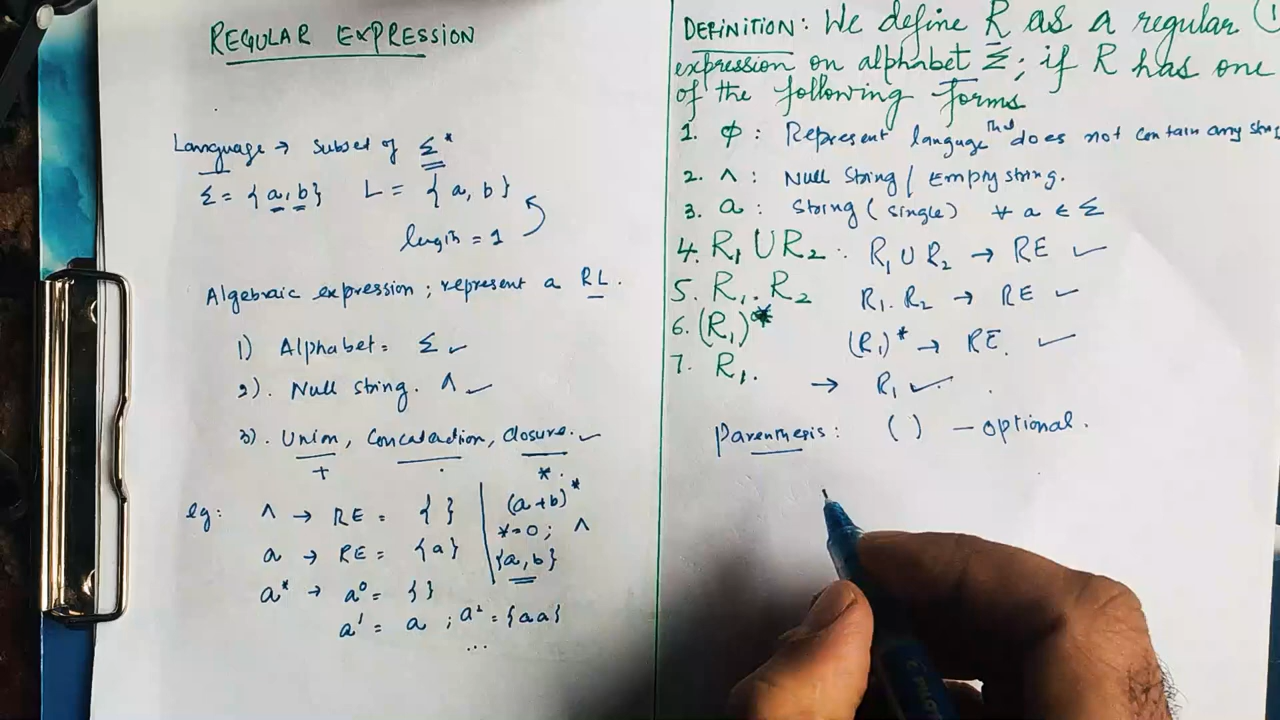 REGULAR EXPRESSION
Language → Subset of Σ*
Σ = {a, b} L = {a, b}
length = 1
Algebraic expression ; represent a RL.
1) Alphabet = Σ ✓
2). Null string. ∧ ✓
3). Union, Concatenation, Closure. ✓
+ . *.
eg: ∧ → RE = { }
a → RE = {a}
a* → a⁰ = { }
a¹ = a ; a² = {aa}
...
(a+b)*
*=0; ∧
{a, b}
DEFINITION: We define R as a regular 1
expression on alphabet Σ; if R has one
of the following forms
1. φ : Represent language that does not contain any
2. ∧ : Null String / Empty string.
3. a : String (single) ∀ a ∈ Σ
4. R₁ ∪ R₂ : R₁ ∪ R₂ → RE ✓
5. R₁. R₂ R₁. R₂ → RE ✓
6. (R₁)* (R₁)* → RE. ✓
7. R₁. → R₁ ✓ .
Parenthesis: ( ) – optional.